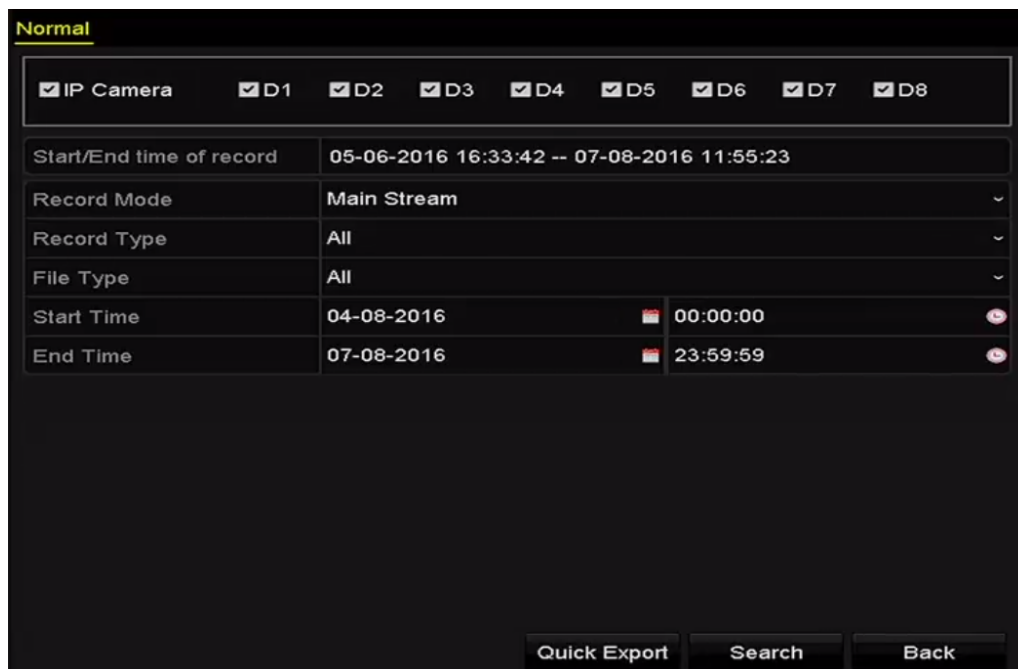 Normal
IP Camera D1 D2 D3 D4 D5 D6 D7 D8
Start/End time of record 05-06-2016 16:33:42 -- 07-08-2016 11:55:23
Record Mode Main Stream
Record Type All
File Type All
Start Time 04-08-2016 00:00:00
End Time 07-08-2016 23:59:59
Quick Export Search Back